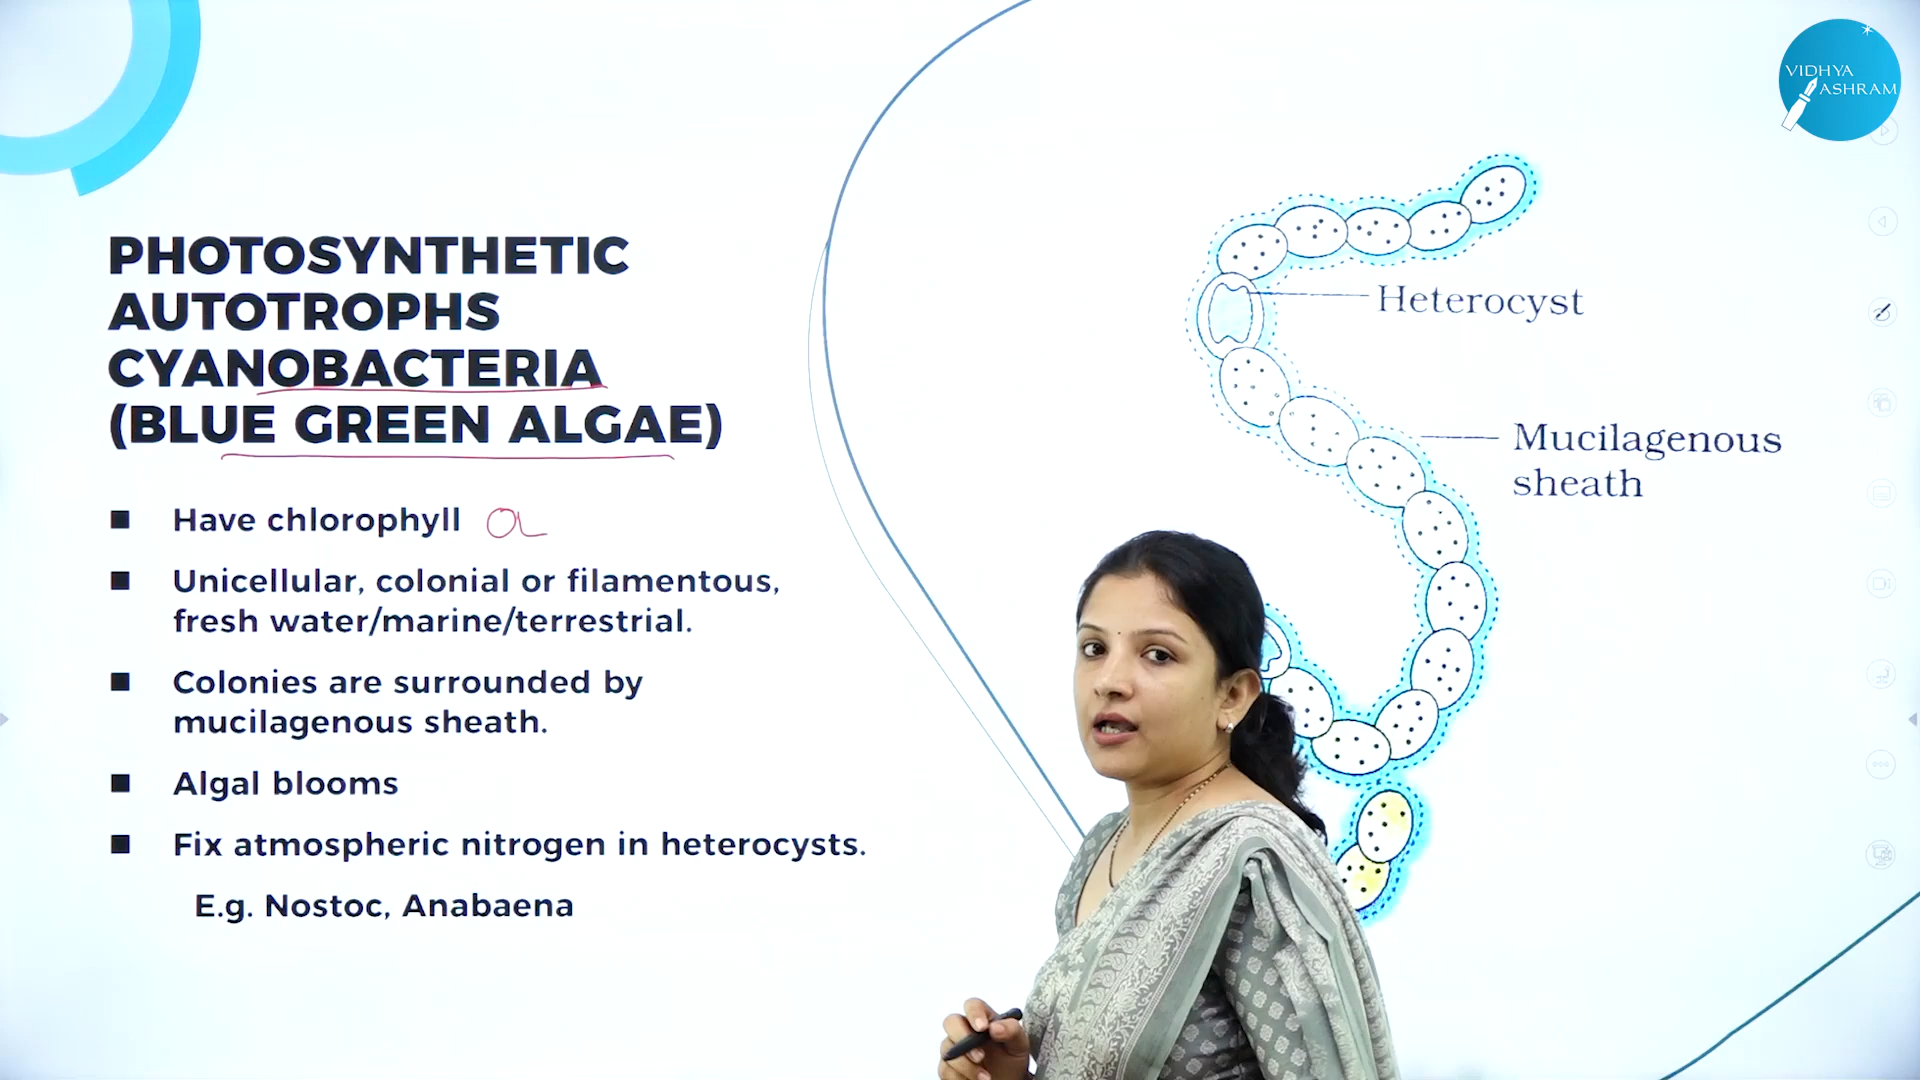 VIDHYA
ASHRAM
PHOTOSYNTHETIC
AUTOTROPHS
CYANOBACTERIA
(BLUE GREEN ALGAE)
Have chlorophyll a
Unicellular, colonial or filamentous,
fresh water/marine/terrestrial.
Colonies are surrounded by
mucilagenous sheath.
Algal blooms
Fix atmospheric nitrogen in heterocysts.
E.g. Nostoc, Anabaena
Heterocyst
Mucilagenous
sheath